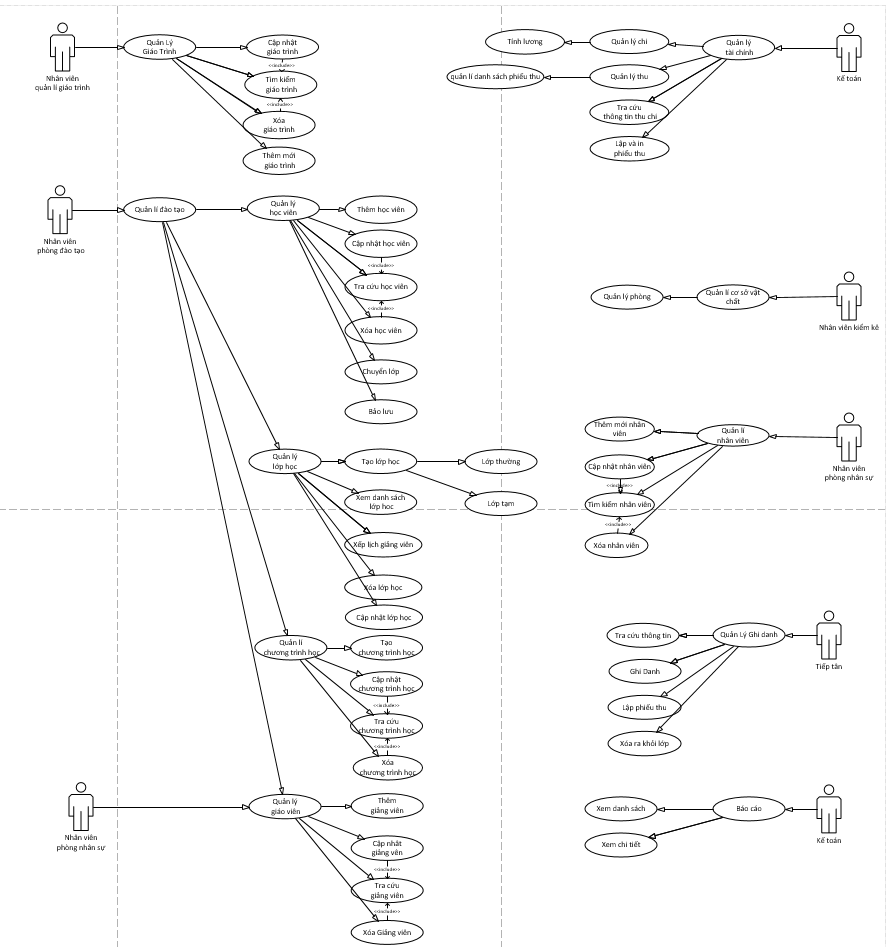 Quản Lý
Giáo Trình
Cập nhật
giáo trình
<<include>>
Tìm kiếm
giáo trình
<<include>>
Xóa
giáo trình
Thêm mới
giáo trình
Nhân viên
quản lí giáo trình
Tính lương
Quản lý chi
Quản lý
tài chính
quản lí danh sách phiếu thu
Quản lý thu
Tra cứu
thông tin thu chi
Lập và in
phiếu thu
Kế toán
Nhân viên
phòng đào tạo
Quản lí đào tạo
Quản lý
học viên
Thêm học viên
Cập nhật học viên
<<include>>
Tra cứu học viên
<<include>>
Xóa học viên
Chuyển lớp
Bảo lưu
Quản lý phòng
Quản lí cơ sở vật
chất
Nhân viên kiểm kê
Quản lý
lớp học
Tạo lớp học
Lớp thường
Xem danh sách
lớp học
Lớp tạm
Xếp lịch giảng viên
Xóa lớp học
Cập nhật lớp học
Thêm mới nhân
viên
Quản lí
nhân viên
Cập nhật nhân viên
<<include>>
Tìm kiếm nhân viên
<<include>>
Xóa nhân viên
Nhân viên
phòng nhân sự
Quản lí
chương trình học
Tạo
chương trình học
Cập nhật
chương trình học
<<include>>
Tra cứu
chương trình học
<<include>>
Xóa
chương trình học
Tra cứu thông tin
Quản Lý Ghi danh
Ghi Danh
Lập phiếu thu
Xóa ra khỏi lớp
Tiếp tân
Nhân viên
phòng nhân sự
Quản lý
giáo viên
Thêm
giảng viên
Cập nhât
giảng vên
<<include>>
Tra cứu
giảng viên
<<include>>
Xóa Giảng viên
Xem danh sách
Báo cáo
Xem chi tiết
Kế toán